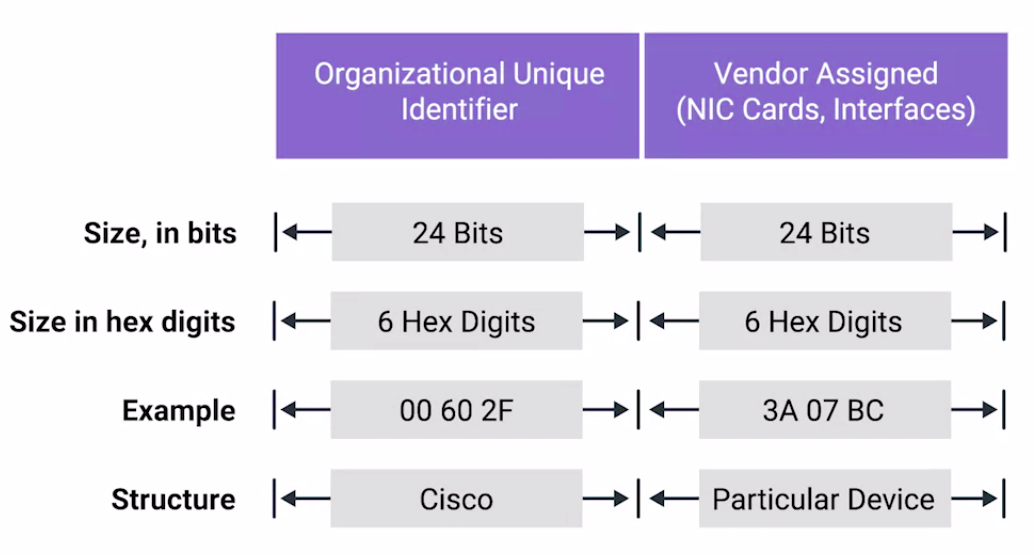 Organizational Unique
Identifier
Vendor Assigned
(NIC Cards, Interfaces)
Size, in bits
24 Bits
24 Bits
Size in hex digits
6 Hex Digits
6 Hex Digits
Example
00 60 2F
3A 07 BC
Structure
Cisco
Particular Device